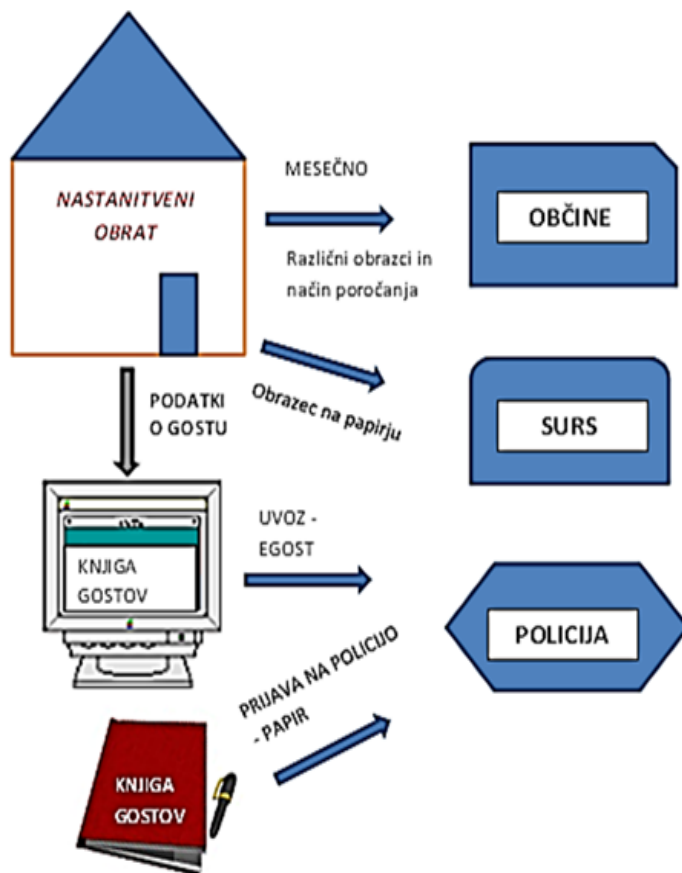 NASTANITVENI
OBRAT
MESEČNO
OBČINE
Različni obrazci in
način poročanja
Obrazec na papirju
SURS
PODATKI
O GOSTU
KNJIGA
GOSTOV
UVOZ -
EGOST
POLICIJA
PRIJAVA NA POLICIJO
- PAPIR
KNJIGA
GOSTOV